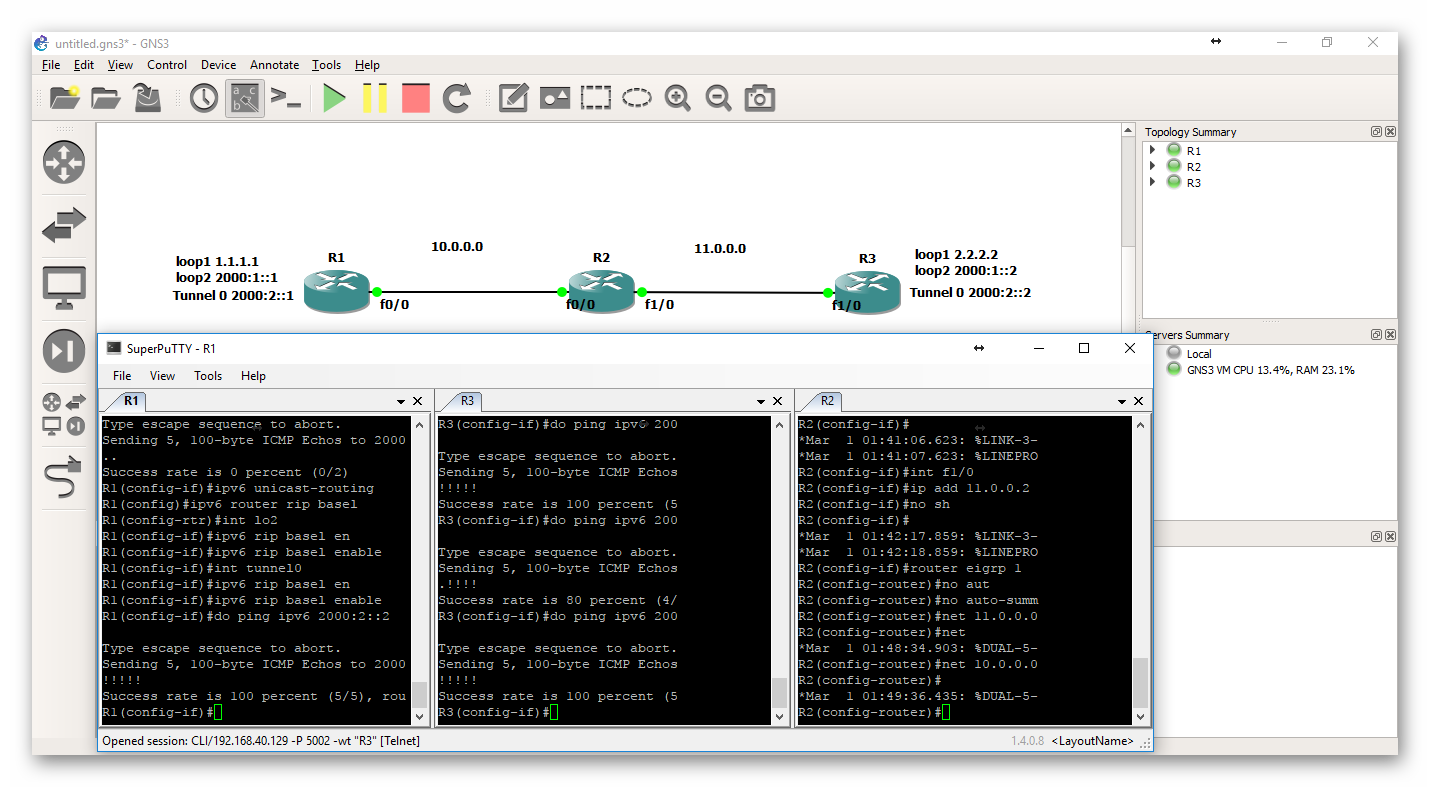 untitled.gns3* - GNS3
File Edit View Control Device Annotate Tools Help
Topology Summary
R1
R2
R3
10.0.0.0
11.0.0.0
loop1 1.1.1.1
loop2 2000:1::1
Tunnel 0 2000:2::1
R1
f0/0
R2
f0/0
f1/0
R3
f1/0
loop1 2.2.2.2
loop2 2000:1::2
Tunnel 0 2000:2::2
ervers Summary
Local
GNS3 VM CPU 13.4%, RAM 23.1%
SuperPuTTY - R1
File View Tools Help
R1
Type escape sequence to abort.
Sending 5, 100-byte ICMP Echos to 2000
..
Success rate is 0 percent (0/2)
R1(config-if)#ipv6 unicast-routing
R1(config)#ipv6 router rip basel
R1(config-rtr)#int lo2
R1(config-if)#ipv6 rip basel en
R1(config-if)#ipv6 rip basel enable
R1(config-if)#int tunnel0
R1(config-if)#ipv6 rip basel en
R1(config-if)#ipv6 rip basel enable
R1(config-if)#do ping ipv6 2000:2::2
Type escape sequence to abort.
Sending 5, 100-byte ICMP Echos to 2000
!!!!!
Success rate is 100 percent (5/5), rou
R1(config-if)#
R3
R3(config-if)#do ping ipv6 200
Type escape sequence to abort.
Sending 5, 100-byte ICMP Echos
!!!!!
Success rate is 100 percent (5
R3(config-if)#do ping ipv6 200
Type escape sequence to abort.
Sending 5, 100-byte ICMP Echos
.!!!!
Success rate is 80 percent (4/
R3(config-if)#do ping ipv6 200
Type escape sequence to abort.
Sending 5, 100-byte ICMP Echos
!!!!!
Success rate is 100 percent (5
R3(config-if)#
R2
R2(config-if)#
*Mar  1 01:41:06.623: %LINK-3-
*Mar  1 01:41:07.623: %LINEPRO
R2(config-if)#int f1/0
R2(config-if)#ip add 11.0.0.2
R2(config-if)#no sh
R2(config-if)#
*Mar  1 01:42:17.859: %LINK-3-
*Mar  1 01:42:18.859: %LINEPRO
R2(config-if)#router eigrp 1
R2(config-router)#no aut
R2(config-router)#no auto-summ
R2(config-router)#net 11.0.0.0
R2(config-router)#net
*Mar  1 01:48:34.903: %DUAL-5-
R2(config-router)#net 10.0.0.0
R2(config-router)#
*Mar  1 01:49:36.435: %DUAL-5-
R2(config-router)#
Opened session: CLI/192.168.40.129 -P 5002 -wt "R3" [Telnet]
1.4.0.8 <LayoutName>